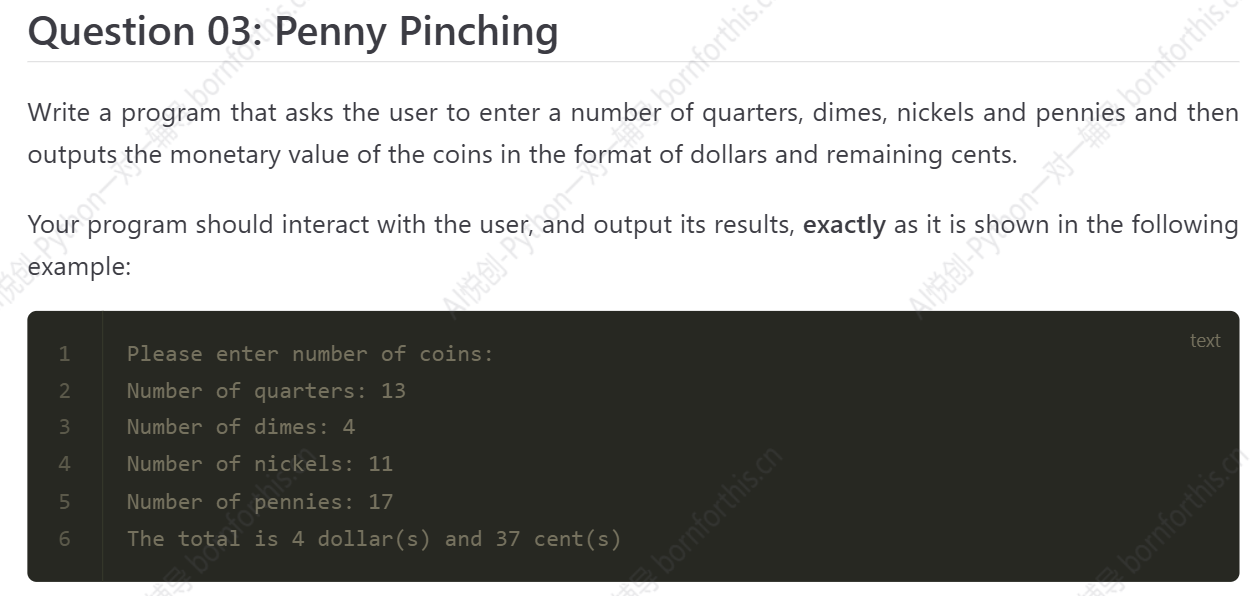 Question 03: Penny Pinching
Write a program that asks the user to enter a number of quarters, dimes, nickels and pennies and then
outputs the monetary value of the coins in the format of dollars and remaining cents.
Your program should interact with the user, and output its results, exactly as it is shown in the following
example:
text
1 Please enter number of coins:
2 Number of quarters: 13
3 Number of dimes: 4
4 Number of nickels: 11
5 Number of pennies: 17
6 The total is 4 dollar(s) and 37 cent(s)
AI悦创-Python一对一辅导 bornforthis.cn